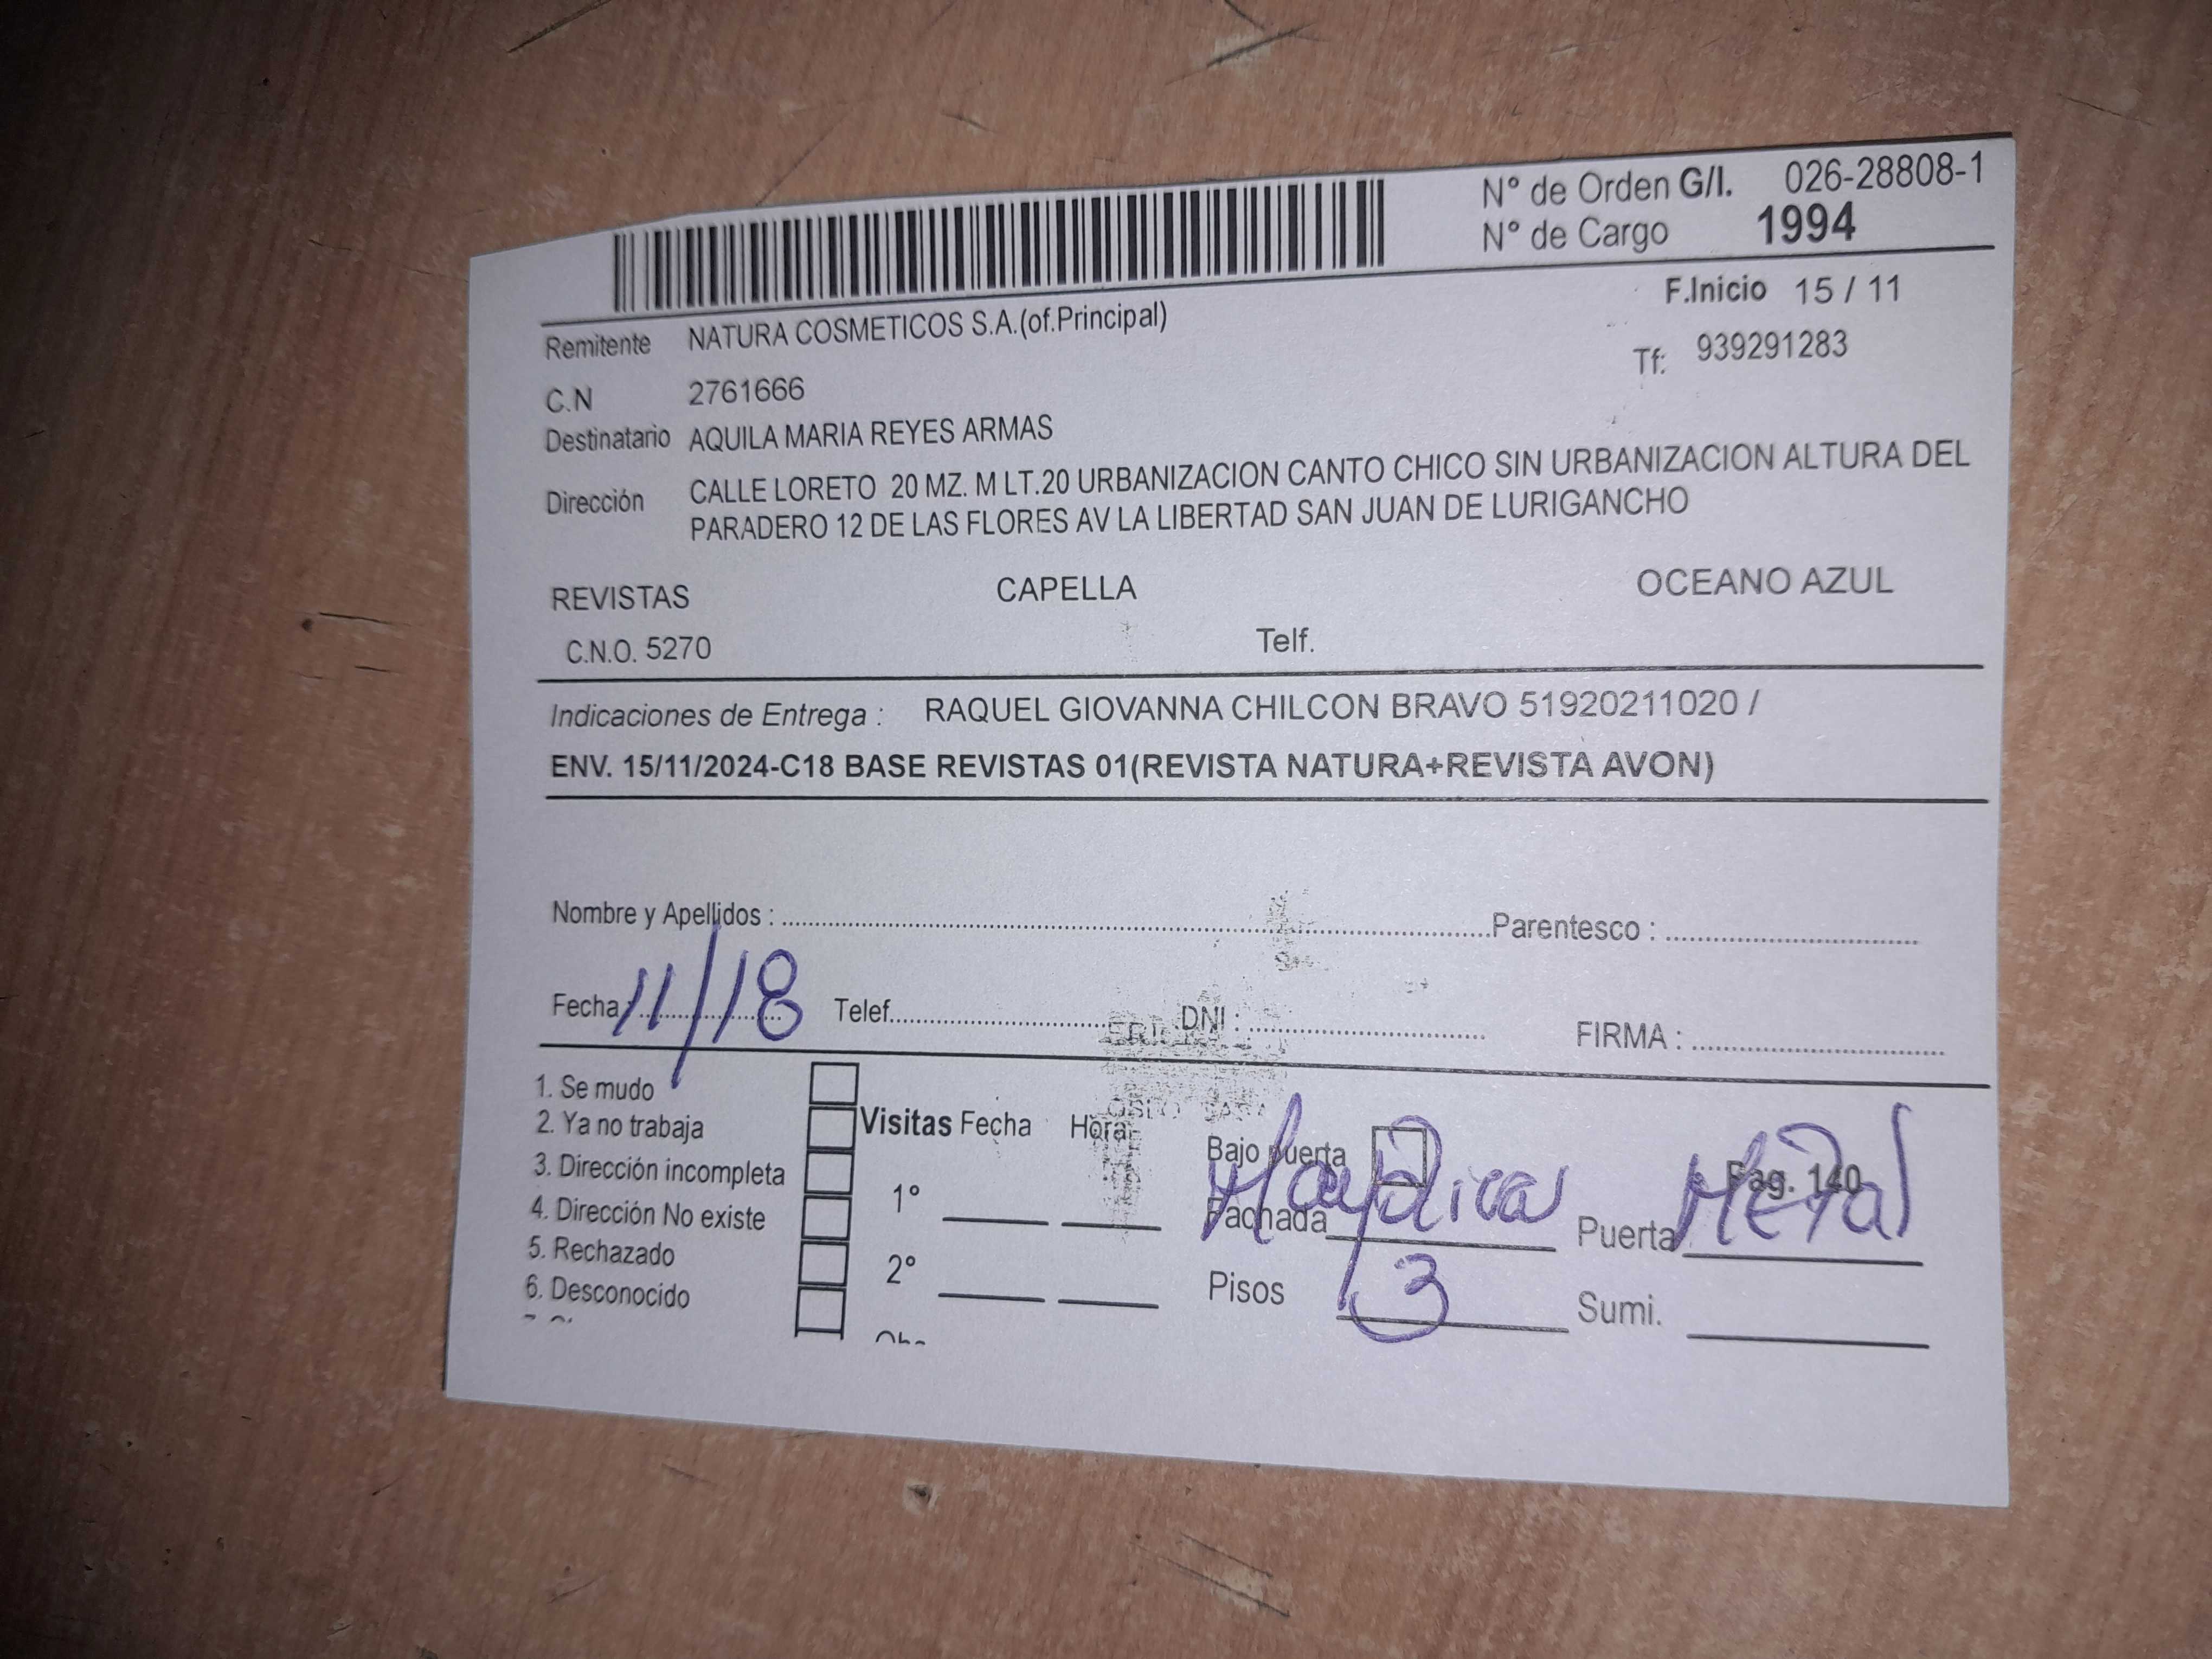 N° de Orden G/I. 026-28808-1
N° de Cargo 1994
F.Inicio 15 / 11
Remitente NATURA COSMETICOS S.A.(of.Principal)
Tf: 939291283
C.N 2761666
Destinatario AQUILA MARIA REYES ARMAS
Dirección CALLE LORETO 20 MZ. M LT.20 URBANIZACION CANTO CHICO SIN URBANIZACION ALTURA DEL
PARADERO 12 DE LAS FLORES AV LA LIBERTAD SAN JUAN DE LURIGANCHO
REVISTAS CAPELLA OCEANO AZUL
C.N.O. 5270 Telf.
Indicaciones de Entrega : RAQUEL GIOVANNA CHILCON BRAVO 51920211020 /
ENV. 15/11/2024-C18 BASE REVISTAS 01(REVISTA NATURA+REVISTA AVON)
Nombre y Apellidos : Parentesco :
Fecha 11/18 Telef. DNI : FIRMA :
1. Se mudo
2. Ya no trabaja Visitas Fecha Hora
3. Dirección incompleta Bajo puerta Pag. 140
4. Dirección No existe 1° Fachada Puerta Metal
5. Rechazado
6. Desconocido 2° Pisos 3 Sumi.